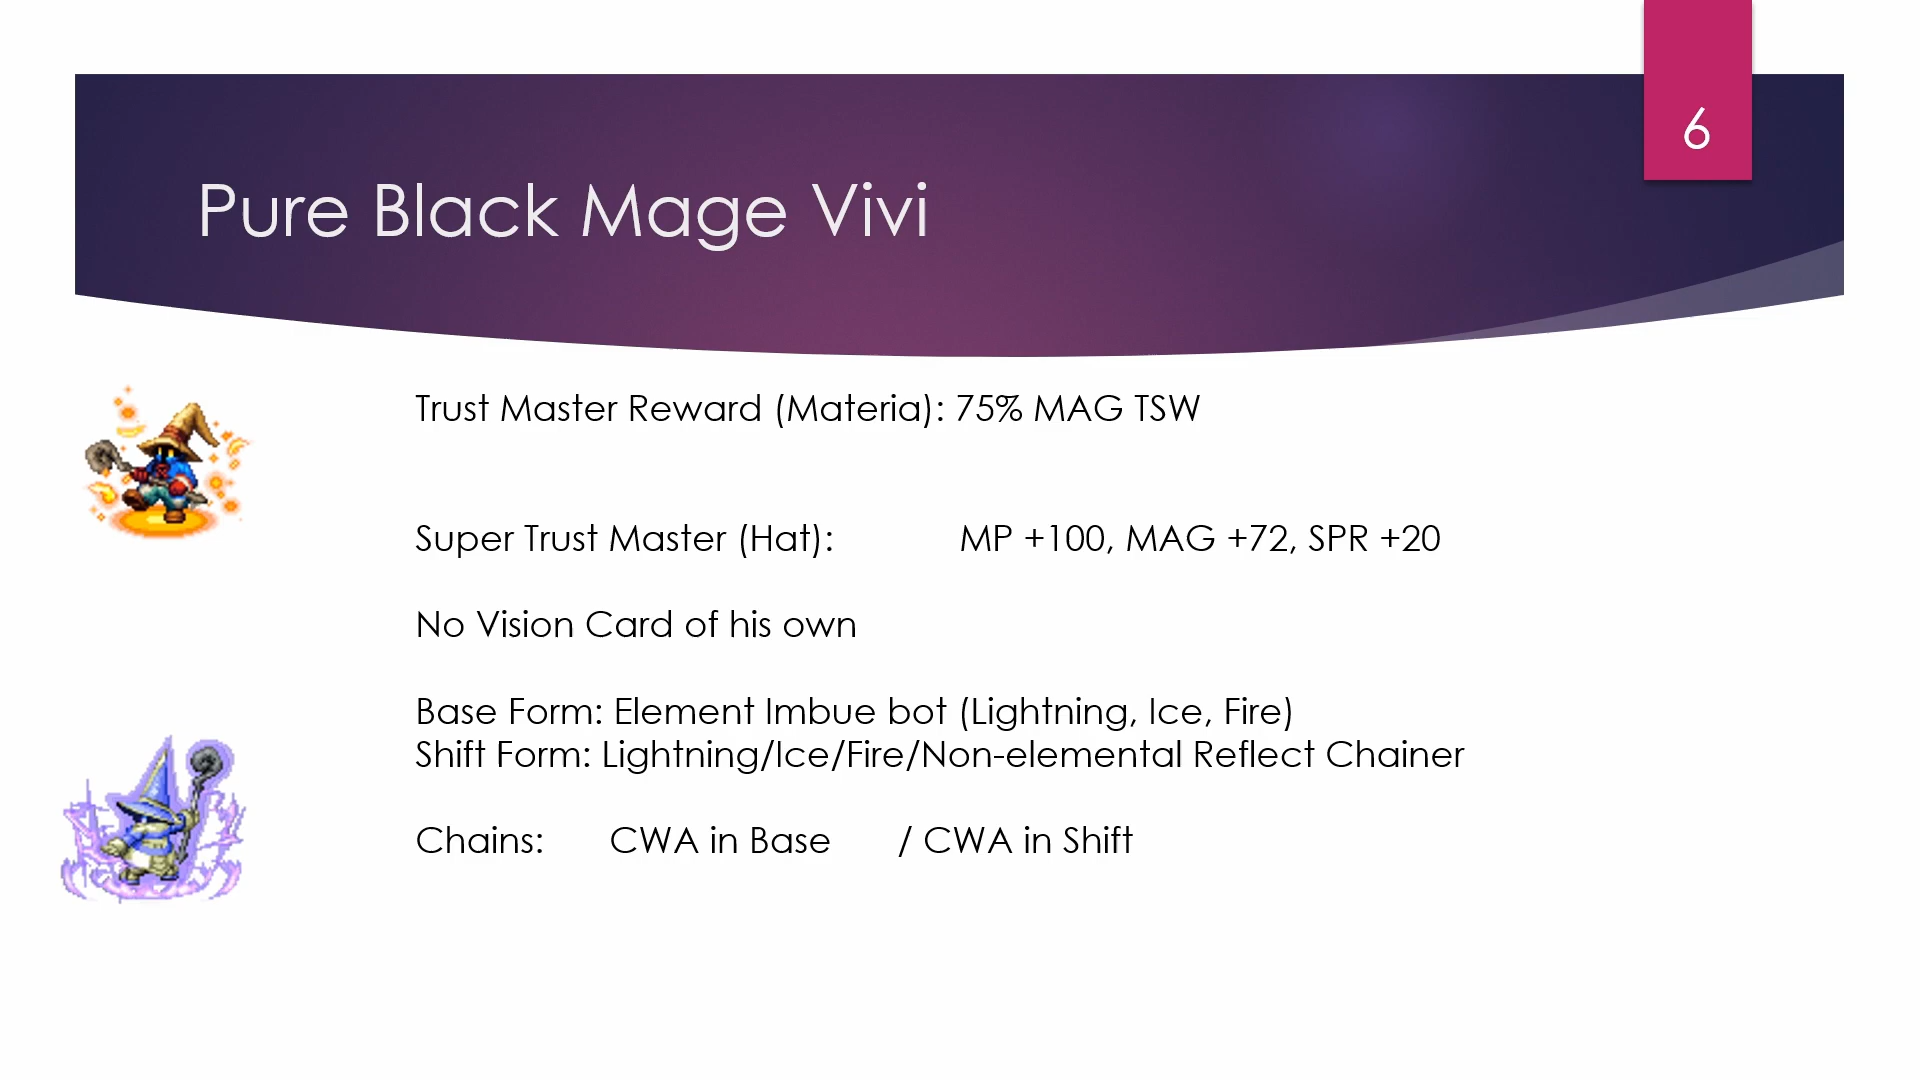 6
Pure Black Mage Vivi
Trust Master Reward (Materia): 75% MAG TSW
Super Trust Master (Hat): MP +100, MAG +72, SPR +20
No Vision Card of his own
Base Form: Element Imbue bot (Lightning, Ice, Fire)
Shift Form: Lightning/Ice/Fire/Non-elemental Reflect Chainer
Chains: CWA in Base / CWA in Shift